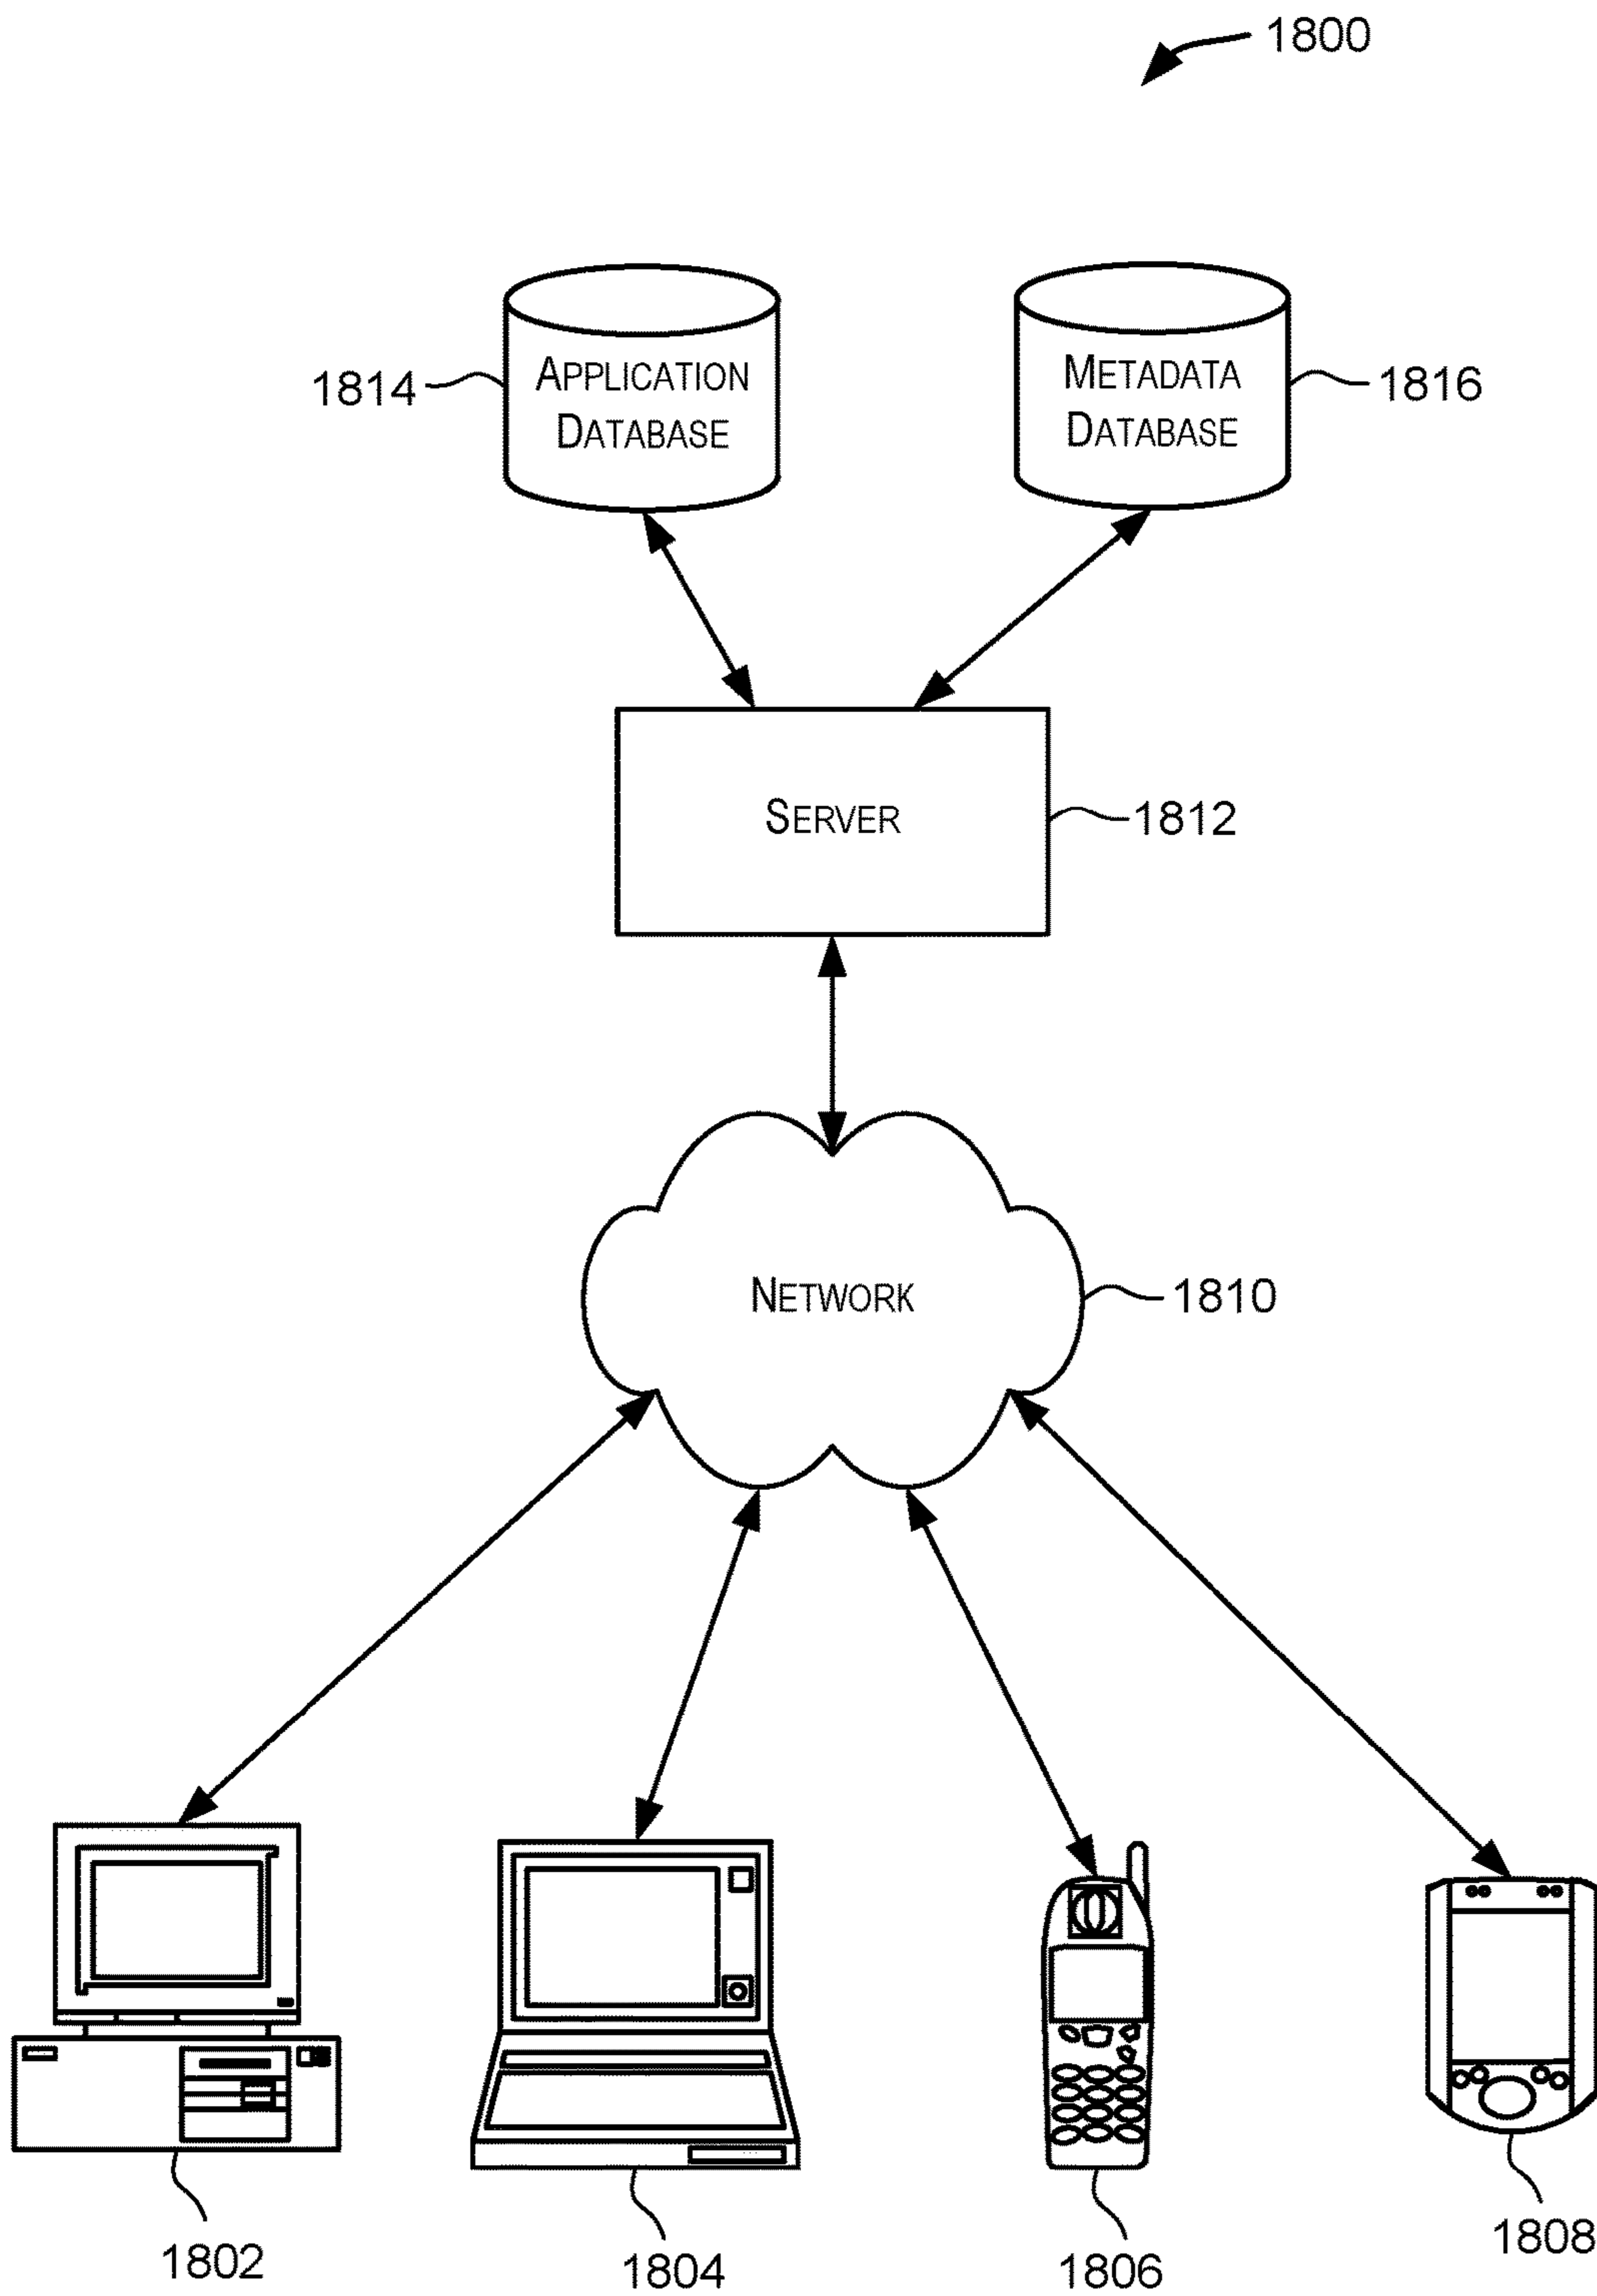 1800
APPLICATION
DATABASE
1814
METADATA
DATABASE
1816
SERVER
1812
NETWORK
1810
1802
1804
1806
1808